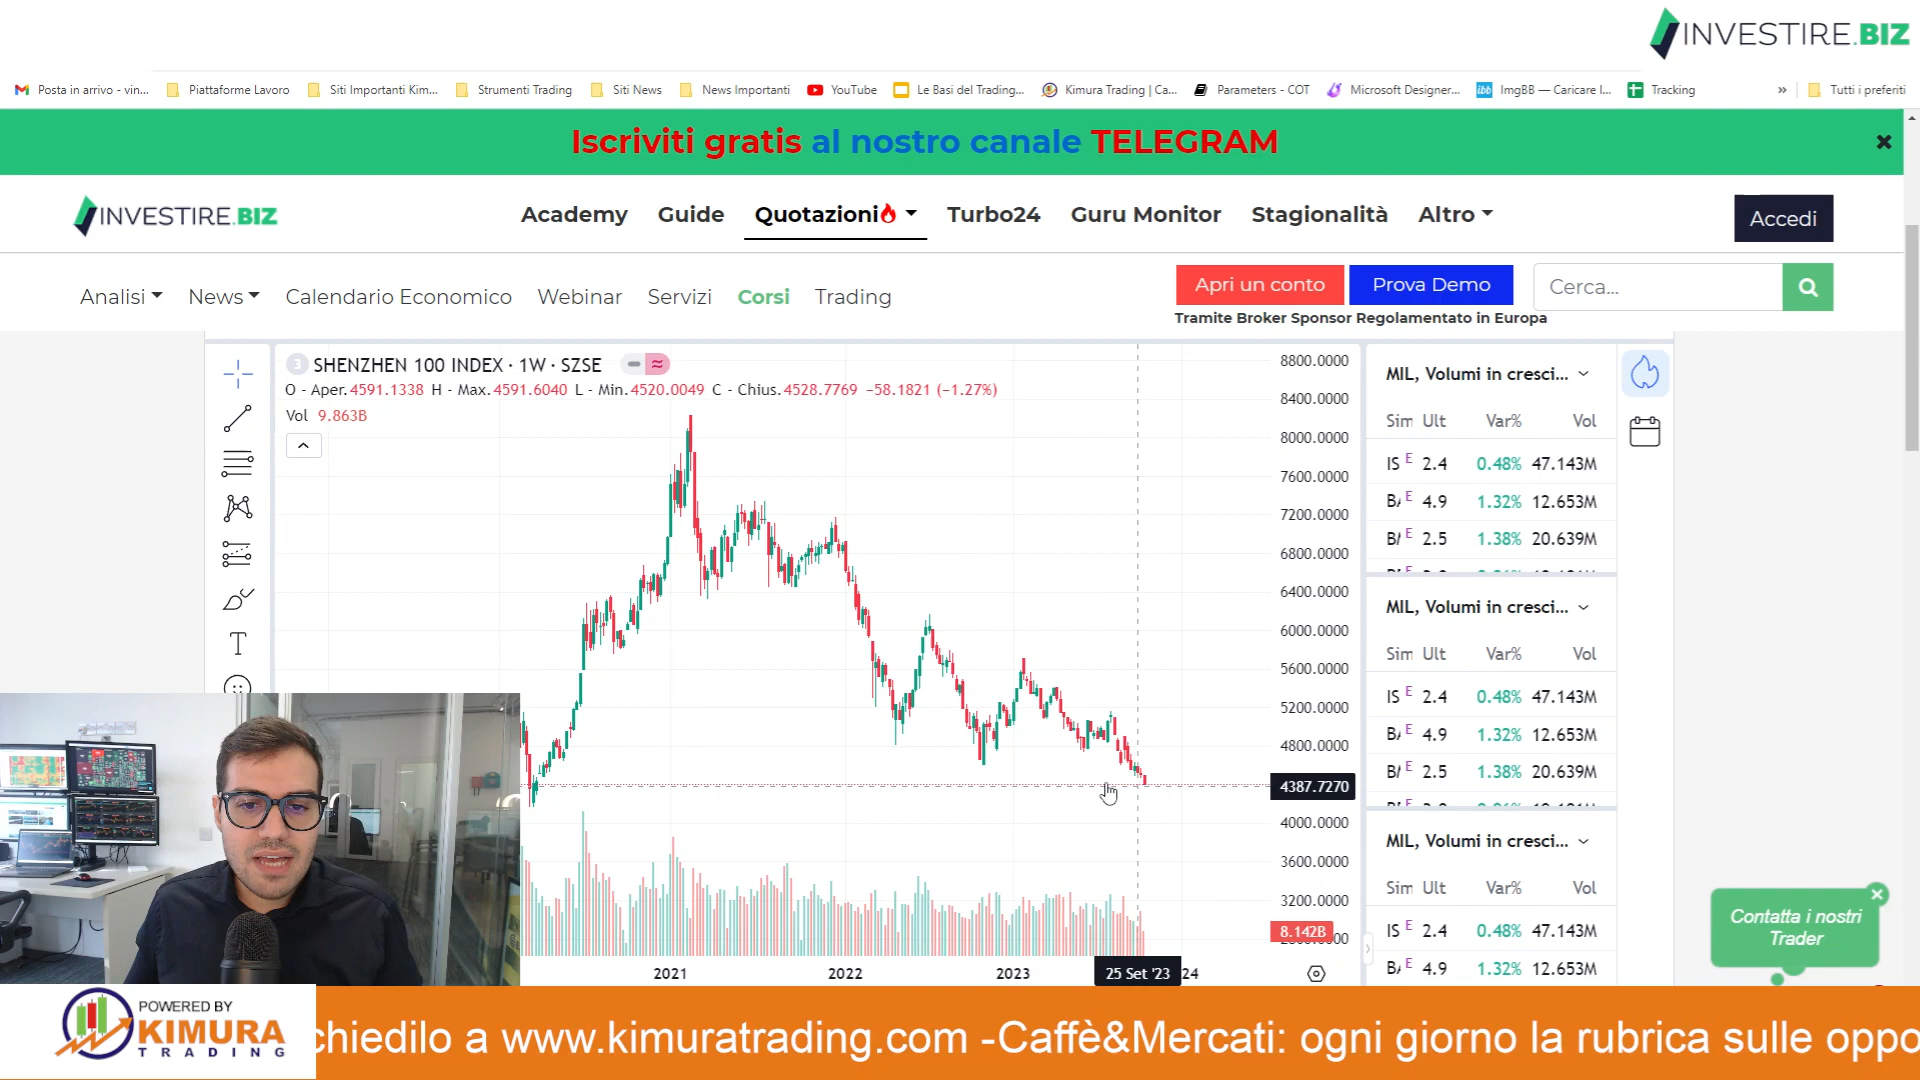 INVESTIRE.BIZ
Posta in arrivo - vin...
Piattaforme Lavoro
Siti Importanti Kim...
Strumenti Trading
Siti News
News Importanti
YouTube
Le Basi del Trading...
Kimura Trading | Ca...
Parameters - COT
Microsoft Designer...
ImgBB — Caricare l...
Tracking
»
Tutti i preferiti
Iscriviti gratis al nostro canale TELEGRAM
INVESTIRE.BIZ
Academy
Guide
Quotazioni
Turbo24
Guru Monitor
Stagionalità
Altro
Accedi
Analisi
News
Calendario Economico
Webinar
Servizi
Corsi
Trading
Apri un conto
Prova Demo
Cerca...
Tramite Broker Sponsor Regolamentato in Europa
3 SHENZHEN 100 INDEX · 1W · SZSE
O - Aper.4591.1338 H - Max.4591.6040 L - Min.4520.0049 C - Chius.4528.7769 −58.1821 (−1.27%)
Vol 9.863B
8800.0000
8400.0000
8000.0000
7600.0000
7200.0000
6800.0000
6400.0000
6000.0000
5600.0000
5200.0000
4800.0000
4387.7270
4000.0000
3600.0000
3200.0000
8.142B
2021
2022
2023
25 Set '23
24
MIL, Volumi in cresci...
Sim Ult Var% Vol
IS E 2.4 0.48% 47.143M
E 4.9 1.32% 12.653M
E 2.5 1.38% 20.639M
MIL, Volumi in cresci...
Sim Ult Var% Vol
IS E 2.4 0.48% 47.143M
E 4.9 1.32% 12.653M
E 2.5 1.38% 20.639M
MIL, Volumi in cresci...
Sim Ult Var% Vol
IS E 2.4 0.48% 47.143M
E 4.9 1.32% 12.653M
Contatta i nostri
Trader
POWERED BY
KIMURA
TRADING
chiedilo a www.kimuratrading.com -Caffè&Mercati: ogni giorno la rubrica sulle oppo